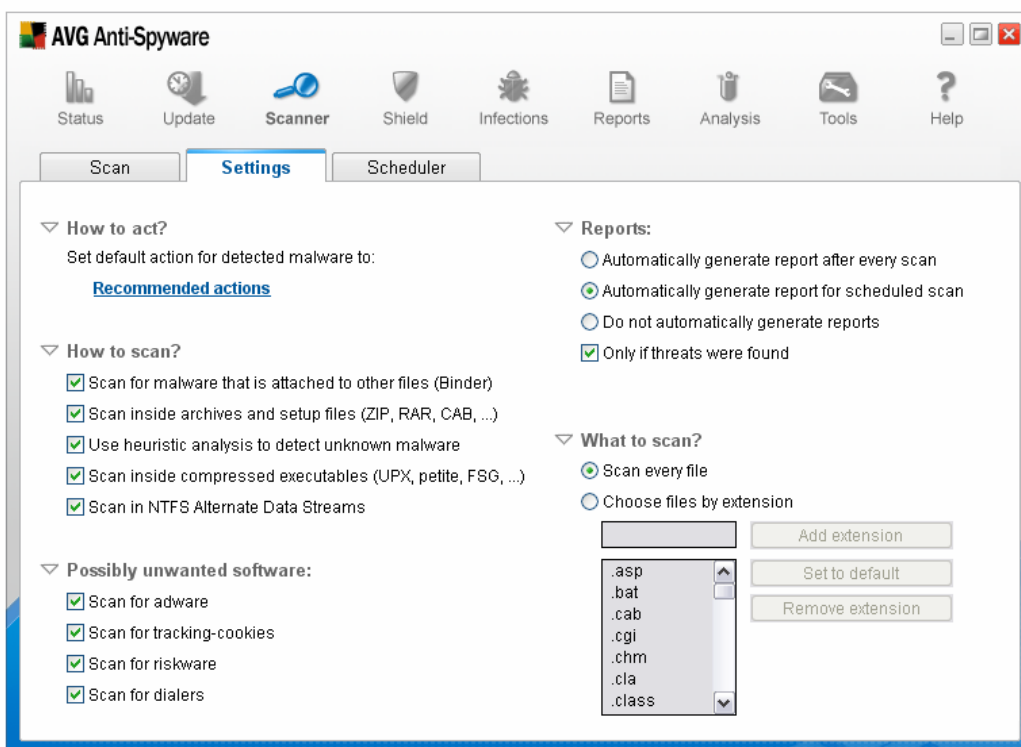 AVG Anti-Spyware
Status
Update
Scanner
Shield
Infections
Reports
Analysis
Tools
? Help
Scan
Settings
Scheduler
How to act?
Set default action for detected malware to:
Recommended actions
How to scan?
Scan for malware that is attached to other files (Binder)
Scan inside archives and setup files (ZIP, RAR, CAB, ...)
Use heuristic analysis to detect unknown malware
Scan inside compressed executables (UPX, petite, FSG, ...)
Scan in NTFS Alternate Data Streams
Possibly unwanted software:
Scan for adware
Scan for tracking-cookies
Scan for riskware
Scan for dialers
Reports:
Automatically generate report after every scan
Automatically generate report for scheduled scan
Do not automatically generate reports
Only if threats were found
What to scan?
Scan every file
Choose files by extension
Add extension
.asp
.bat
.cab
.cgi
.chm
.cla
.class
Set to default
Remove extension